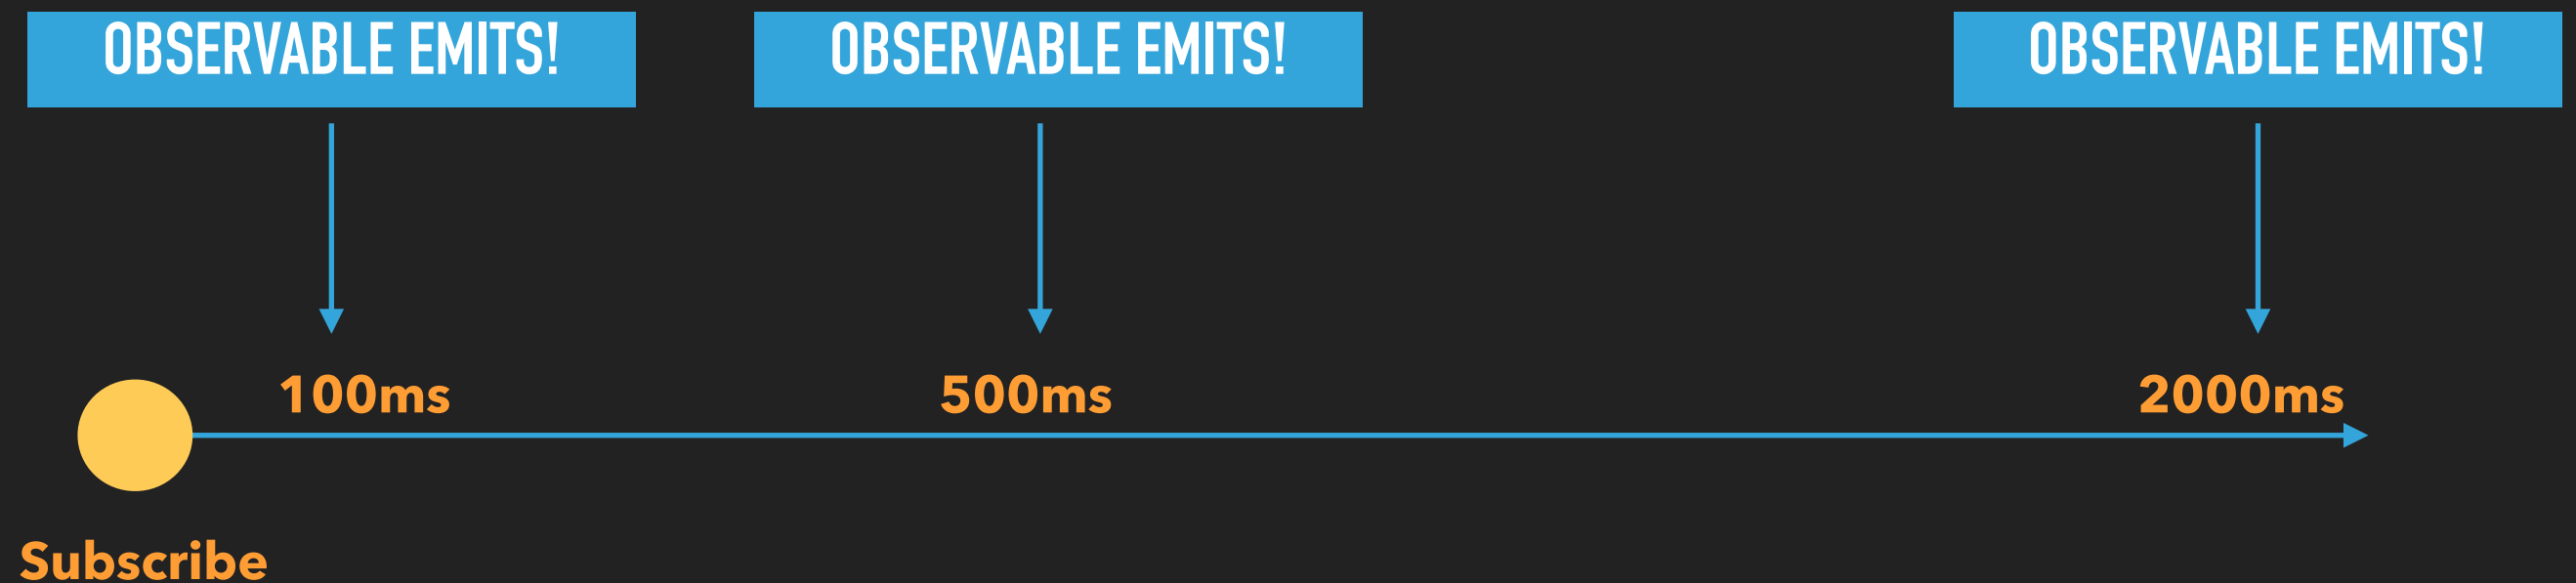 OBSERVABLE EMITS!
OBSERVABLE EMITS!
OBSERVABLE EMITS!
100ms
500ms
2000ms
Subscribe